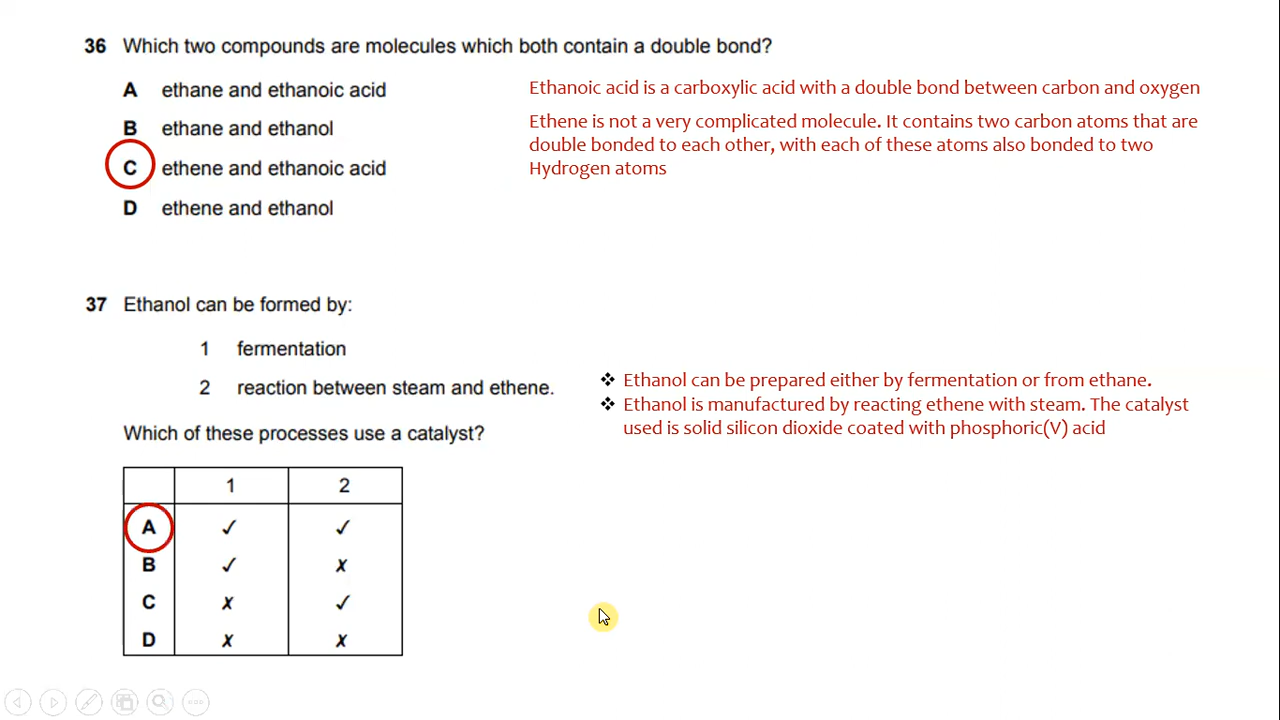 36 Which two compounds are molecules which both contain a double bond?
A ethane and ethanoic acid
B ethane and ethanol
C ethene and ethanoic acid
D ethene and ethanol
Ethanoic acid is a carboxylic acid with a double bond between carbon and oxygen
Ethene is not a very complicated molecule. It contains two carbon atoms that are
double bonded to each other, with each of these atoms also bonded to two
Hydrogen atoms
37 Ethanol can be formed by:
1 fermentation
2 reaction between steam and ethene.
Which of these processes use a catalyst?
❖ Ethanol can be prepared either by fermentation or from ethane.
❖ Ethanol is manufactured by reacting ethene with steam. The catalyst
used is solid silicon dioxide coated with phosphoric(V) acid
1 2
A ✓ ✓
B ✓ ✗
C ✗ ✓
D ✗ ✗